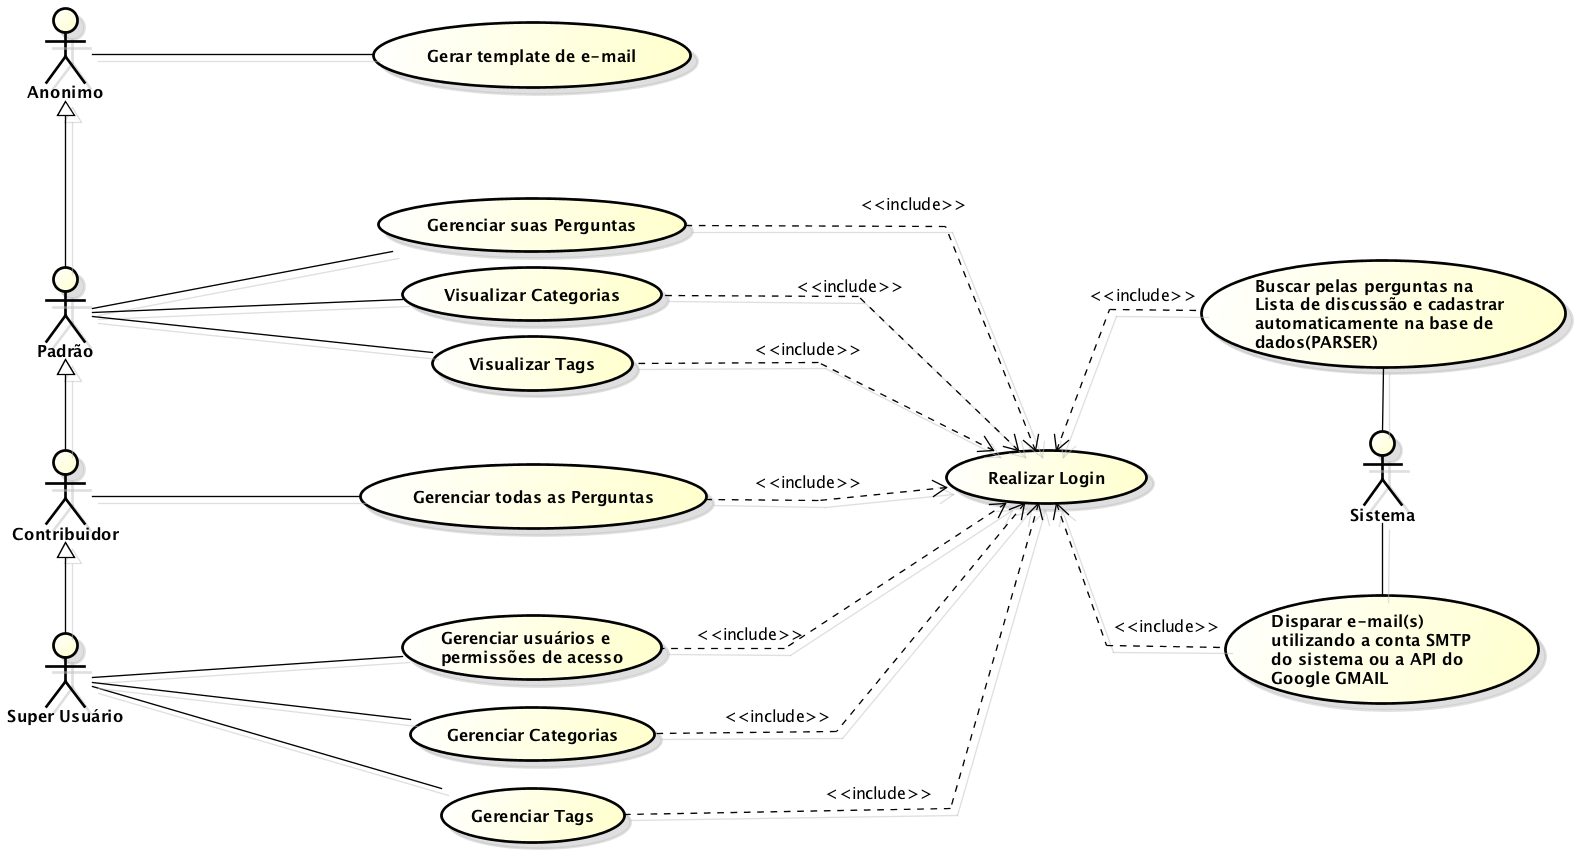 Gerar template de e-mail
Anonimo
Gerenciar suas Perguntas
<<include>>
Visualizar Categorias
<<include>>
Padrão
Visualizar Tags
<<include>>
<<include>>
Buscar pelas perguntas na
Lista de discussão e cadastrar
automaticamente na base de
dados(PARSER)
Gerenciar todas as Perguntas
<<include>>
Realizar Login
Contribuidor
Sistema
Gerenciar usuários e
permissões de acesso
<<include>>
<<include>>
Disparar e-mail(s)
utilizando a conta SMTP
do sistema ou a API do
Google GMAIL
Super Usuário
Gerenciar Categorias
<<include>>
Gerenciar Tags
<<include>>